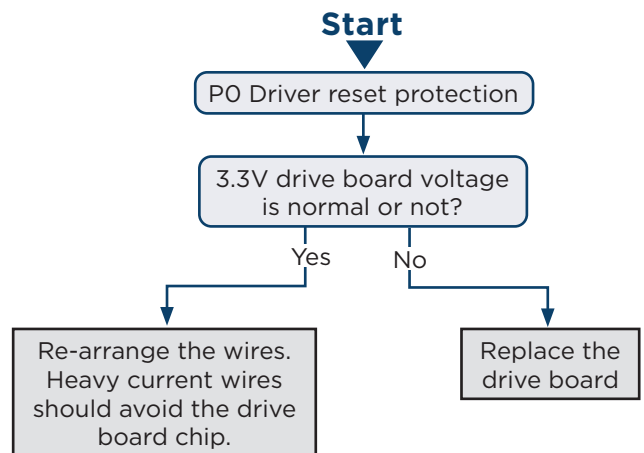 Start
P0 Driver reset protection
3.3V drive board voltage
is normal or not?
Yes
No
Re-arrange the wires.
Heavy current wires
should avoid the drive
board chip.
Replace the
drive board